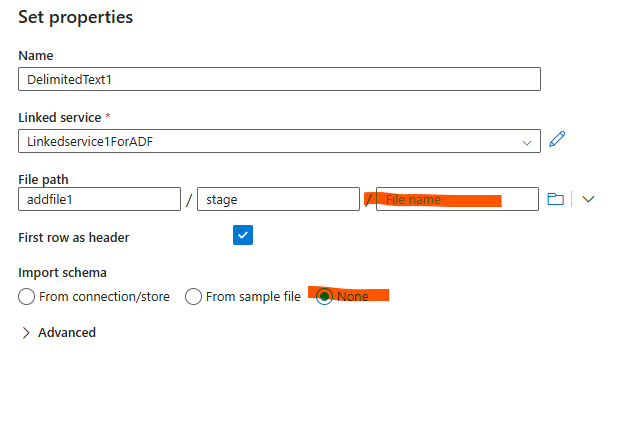 Set properties
Name
DelimitedText1
Linked service *
Linkedservice1ForADF
File path
addfile1 / stage / File name
First row as header
Import schema
From connection/store From sample file None
Advanced